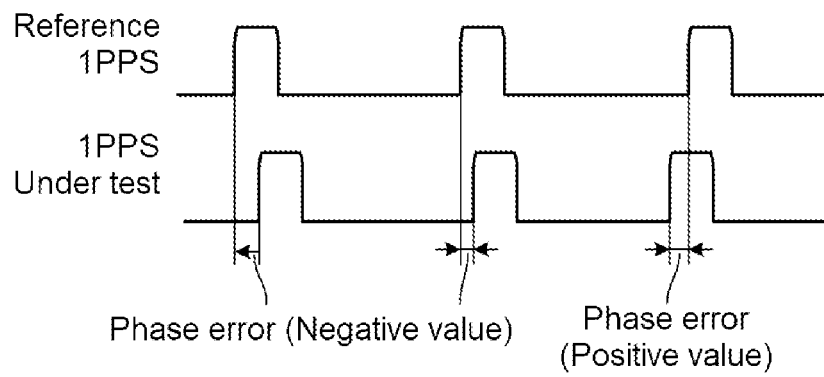 Reference
1PPS
1PPS
Under test
Phase error (Negative value)
Phase error
(Positive value)